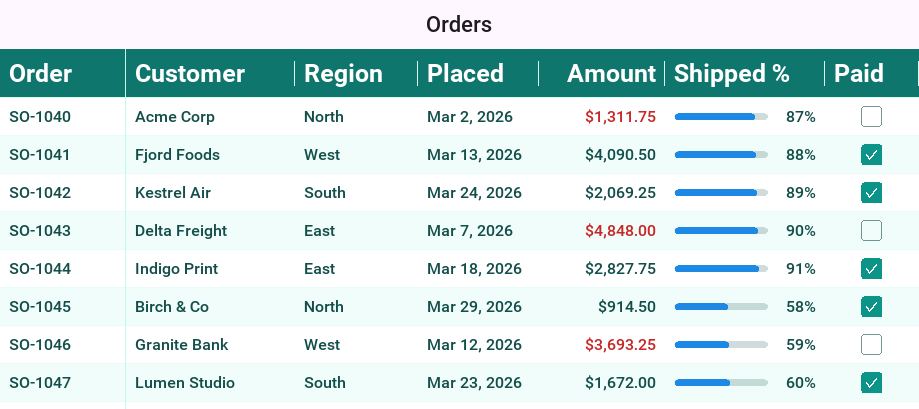 Orders
Order Customer Region Placed Amount Shipped % Paid
SO-1040 Acme Corp North Mar 2, 2026 $1,311.75 87%
SO-1041 Fjord Foods West Mar 13, 2026 $4,090.50 88%
SO-1042 Kestrel Air South Mar 24, 2026 $2,069.25 89%
SO-1043 Delta Freight East Mar 7, 2026 $4,848.00 90%
SO-1044 Indigo Print East Mar 18, 2026 $2,827.75 91%
SO-1045 Birch & Co North Mar 29, 2026 $914.50 58%
SO-1046 Granite Bank West Mar 12, 2026 $3,693.25 59%
SO-1047 Lumen Studio South Mar 23, 2026 $1,672.00 60%